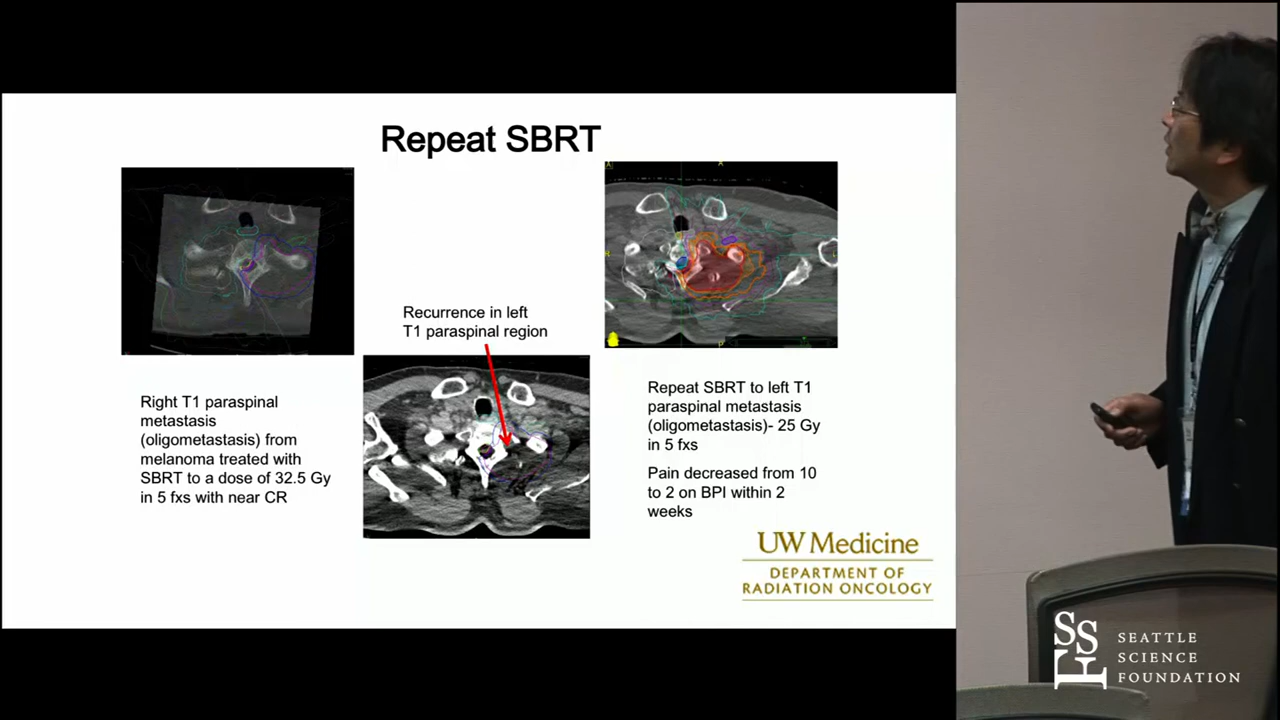 Repeat SBRT
Recurrence in left
T1 paraspinal region
Right T1 paraspinal
metastasis
(oligometastasis) from
melanoma treated with
SBRT to a dose of 32.5 Gy
in 5 fxs with near CR
Repeat SBRT to left T1
paraspinal metastasis
(oligometastasis)- 25 Gy
in 5 fxs
Pain decreased from 10
to 2 on BPI within 2
weeks
UW Medicine
DEPARTMENT OF
RADIATION ONCOLOGY
SSF
SEATTLE
SCIENCE
FOUNDATION